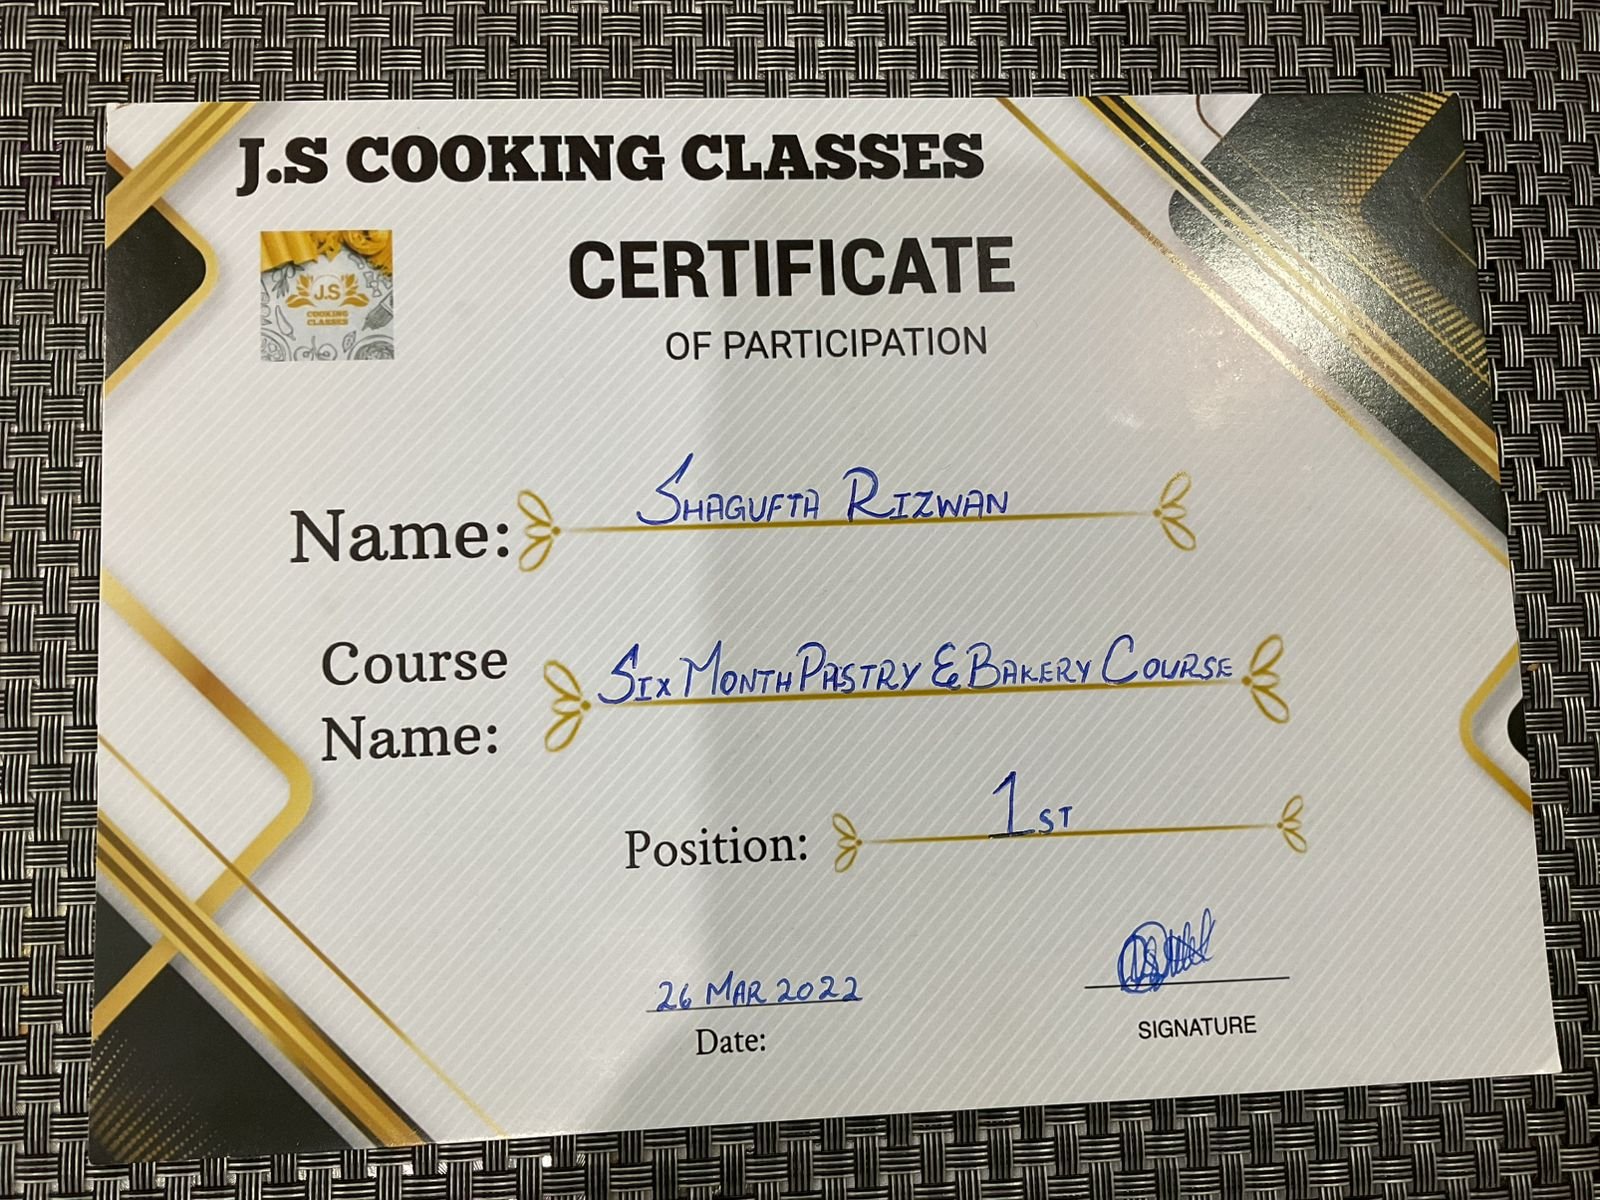 J.S COOKING CLASSES
J.S
COOKING
CLASSES
CERTIFICATE
OF PARTICIPATION
Name: SHAGUFTA RIZWAN
Course
Name: SIX MONTH PASTRY & BAKERY COURSE
Position: 1ST
26 MAR 2022
Date:
SIGNATURE